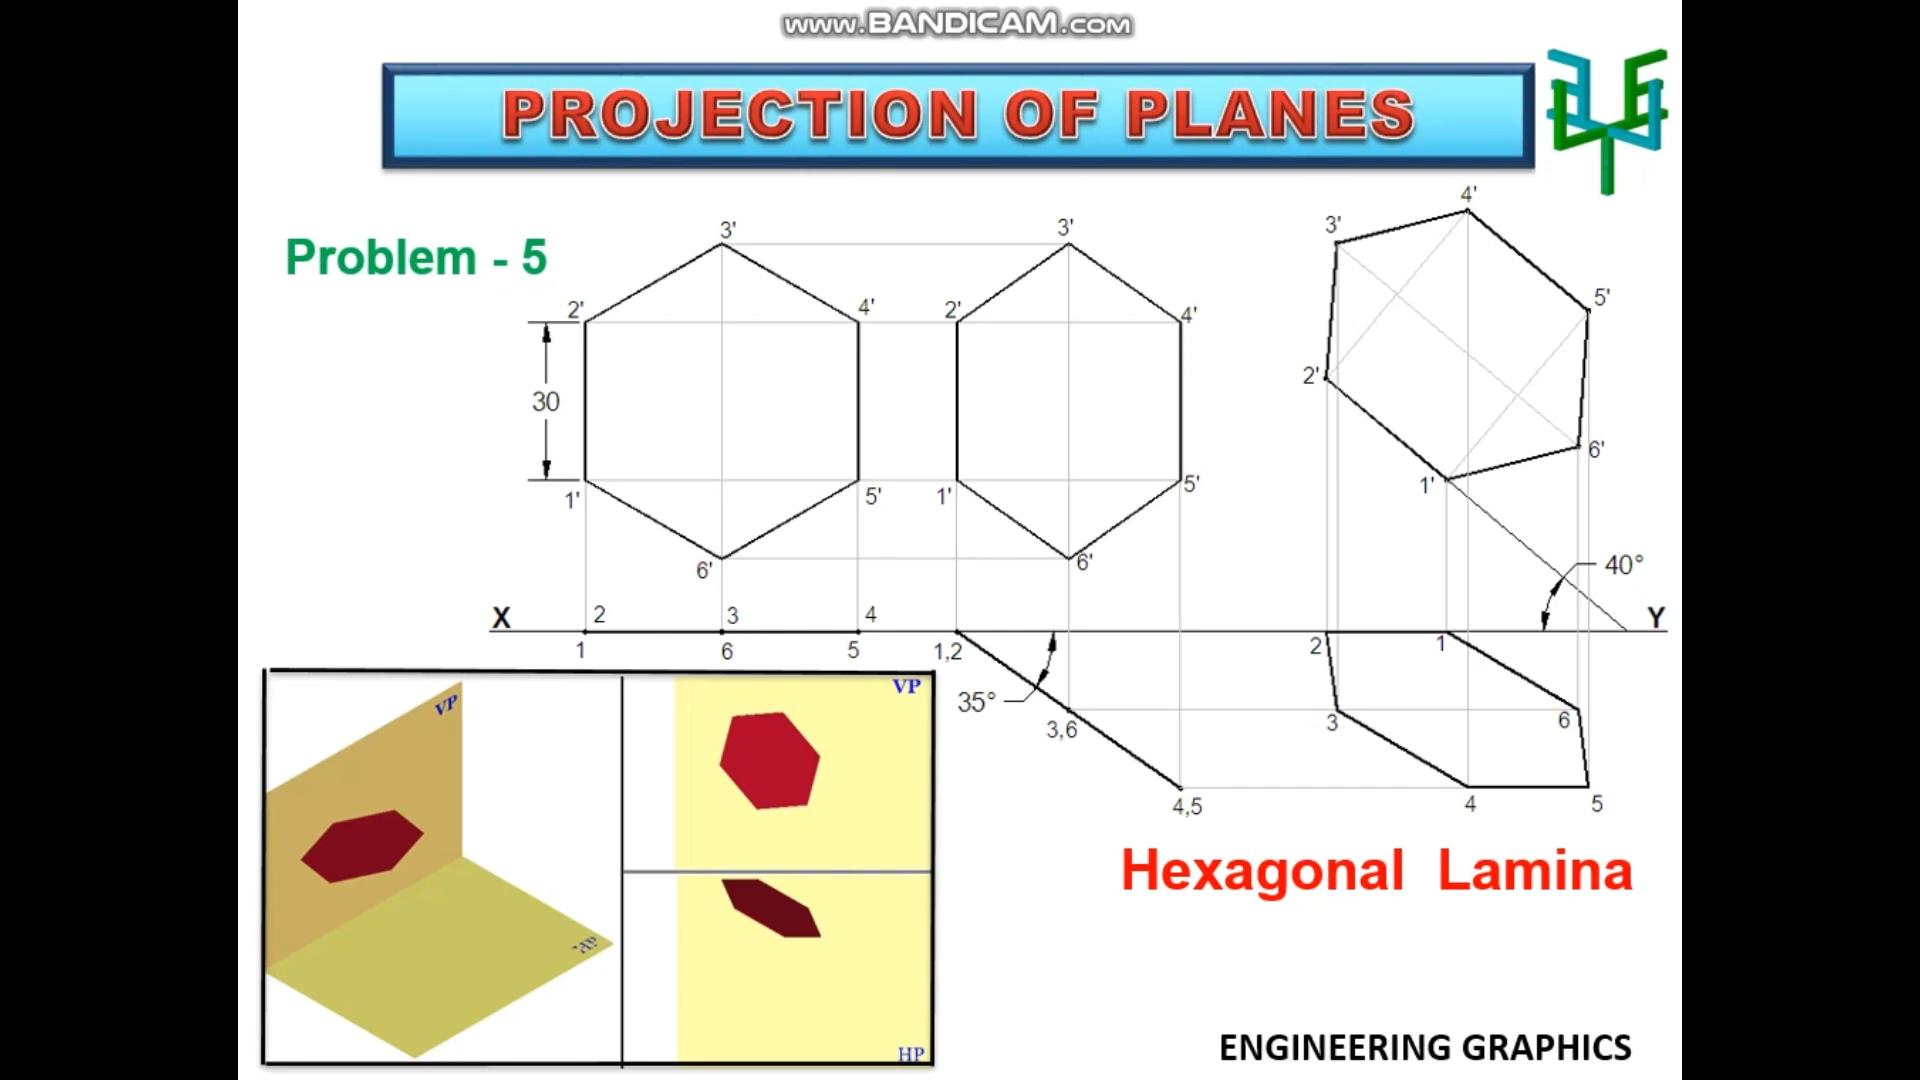 www.BANDICAM.com
PROJECTION OF PLANES
Problem - 5
3'
2' 4'
30
1' 5'
6'
3'
2' 4'
1' 5'
6'
4'
3'
5'
2'
6'
1'
40°
X Y
2 3 4
1 6 5
1,2
35°
3,6
4,5
2 1
3 6
4 5
VP
HP
VP
HP
Hexagonal Lamina
ENGINEERING GRAPHICS